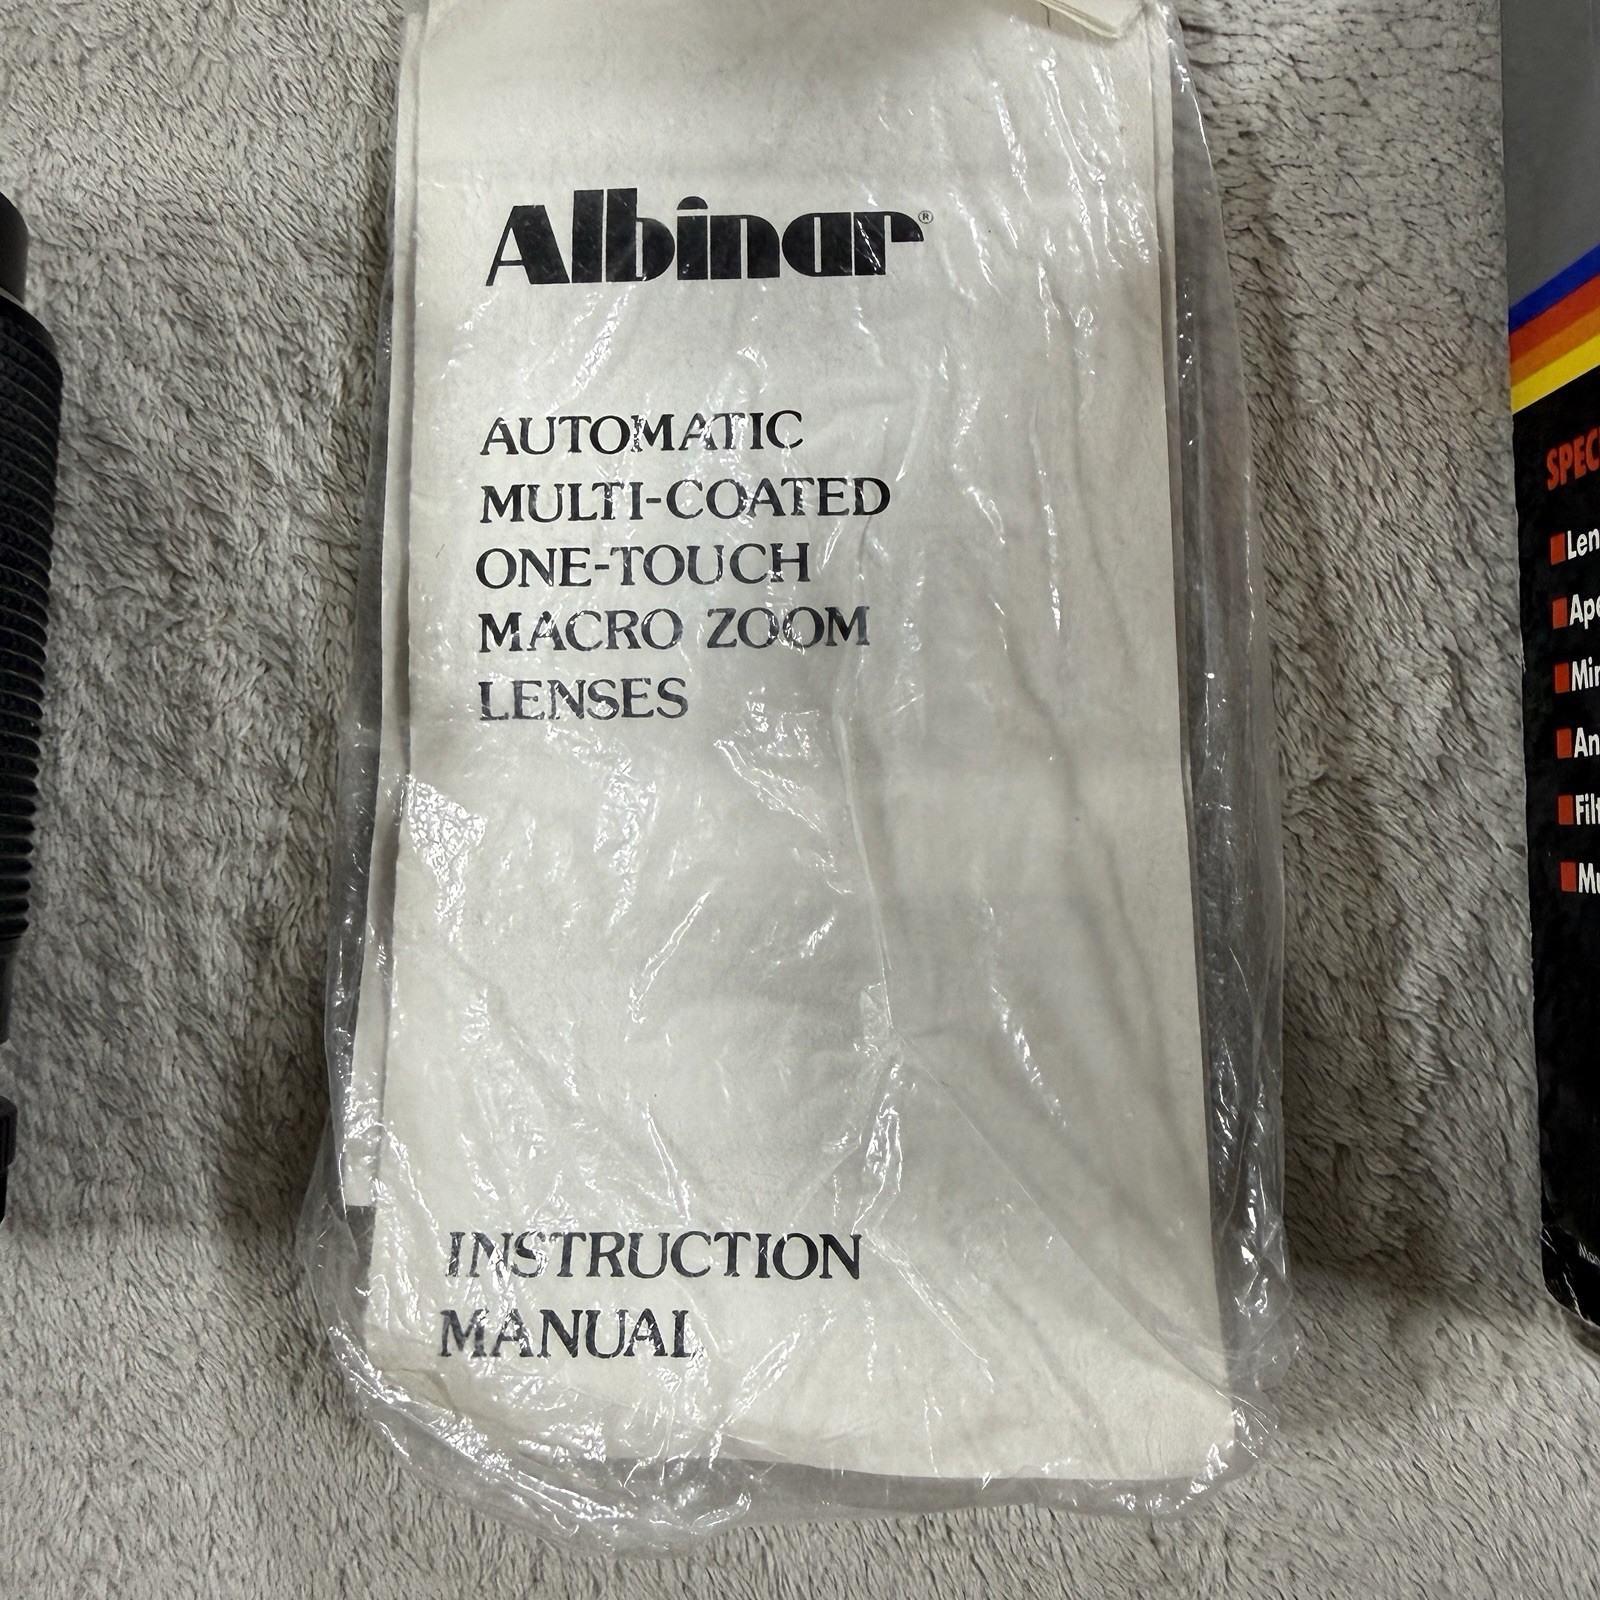 Albinar®
AUTOMATIC
MULTI-COATED
ONE-TOUCH
MACRO ZOOM
LENSES
INSTRUCTION
MANUAL